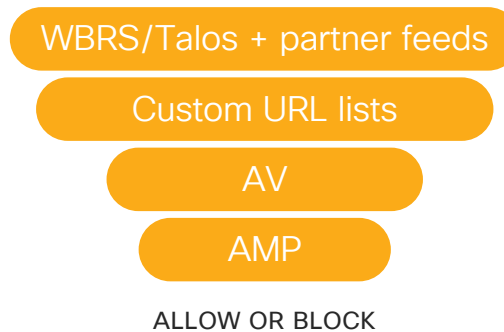 WBRS/Talos + partner feeds
Custom URL lists
AV
AMP
ALLOW OR BLOCK